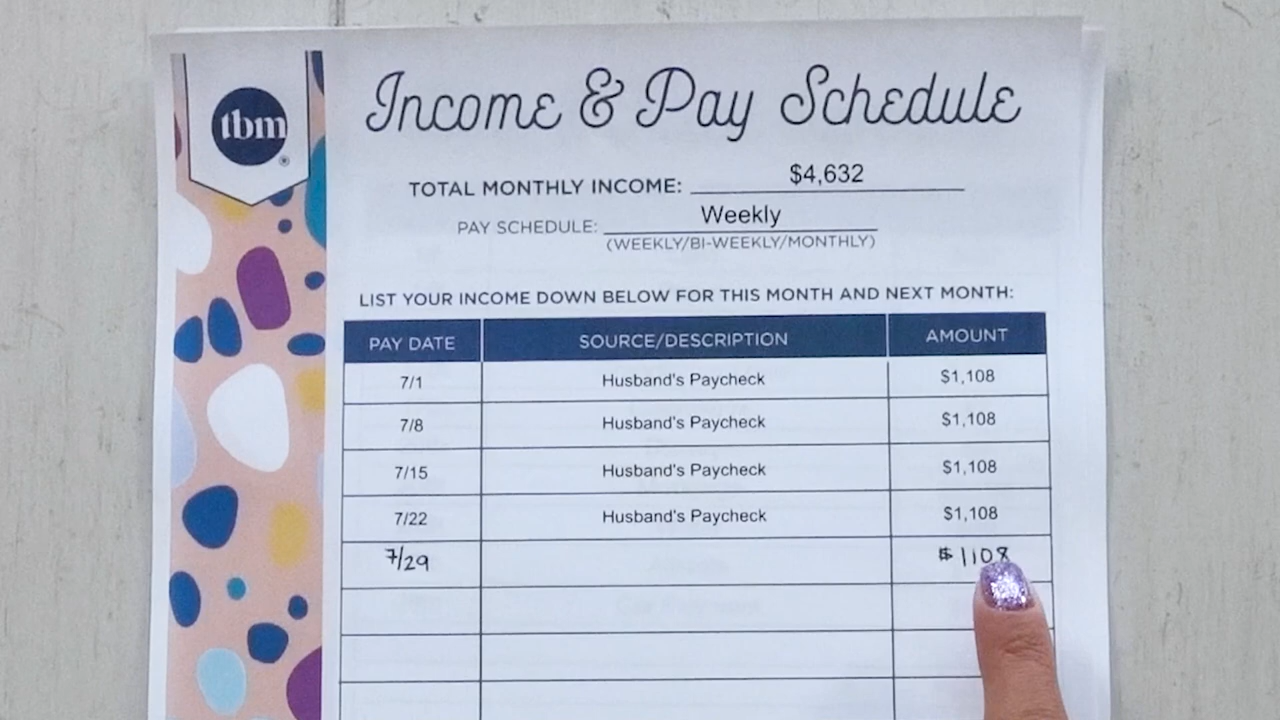 tbm
®
Income & Pay Schedule
TOTAL MONTHLY INCOME: $4,632
PAY SCHEDULE: Weekly
(WEEKLY/BI-WEEKLY/MONTHLY)
LIST YOUR INCOME DOWN BELOW FOR THIS MONTH AND NEXT MONTH:
PAY DATE SOURCE/DESCRIPTION AMOUNT
7/1 Husband's Paycheck $1,108
7/8 Husband's Paycheck $1,108
7/15 Husband's Paycheck $1,108
7/22 Husband's Paycheck $1,108
7/29 $1108